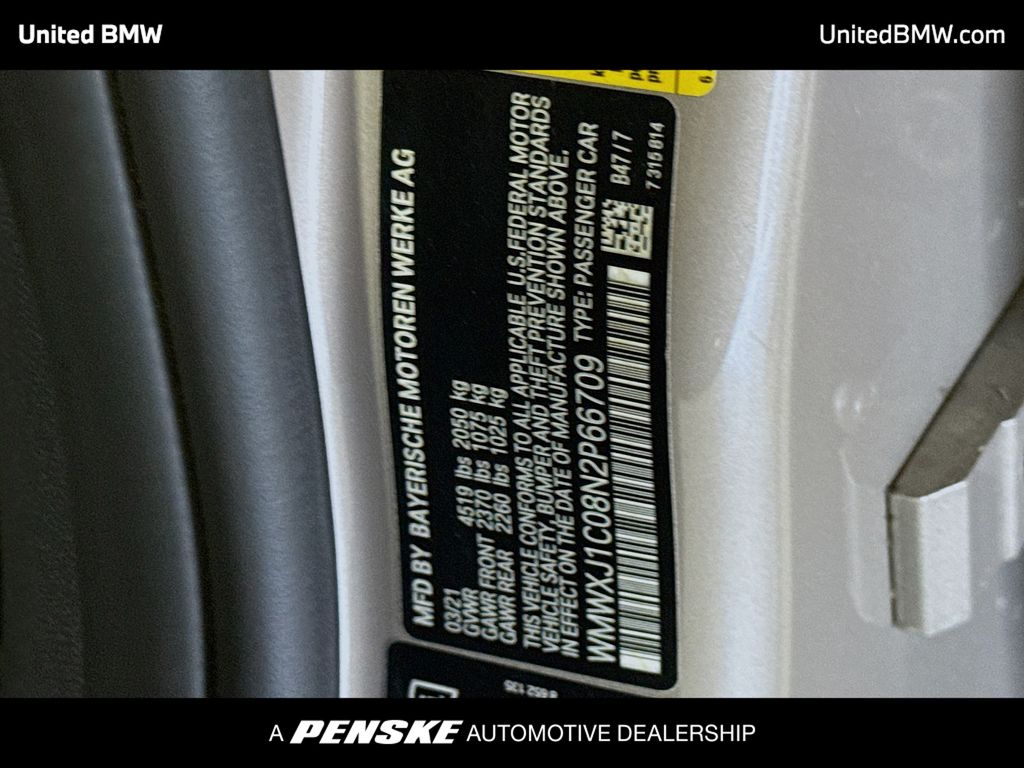 United BMW
UnitedBMW.com
MFD BY BAYERISCHE MOTOREN WERKE AG
03/21
GVWR 4519 lbs 2050 kg
GAWR FRONT 2370 lbs 1075 kg
GAWR REAR 2260 lbs 1025 kg
THIS VEHICLE CONFORMS TO ALL APPLICABLE U.S.FEDERAL MOTOR
VEHICLE SAFETY, BUMPER AND THEFT PREVENTION STANDARDS
IN EFFECT ON THE DATE OF MANUFACTURE SHOWN ABOVE.
WMWXJ1C08N2P66709 TYPE: PASSENGER CAR
B47/7
7 315 814
A PENSKE AUTOMOTIVE DEALERSHIP